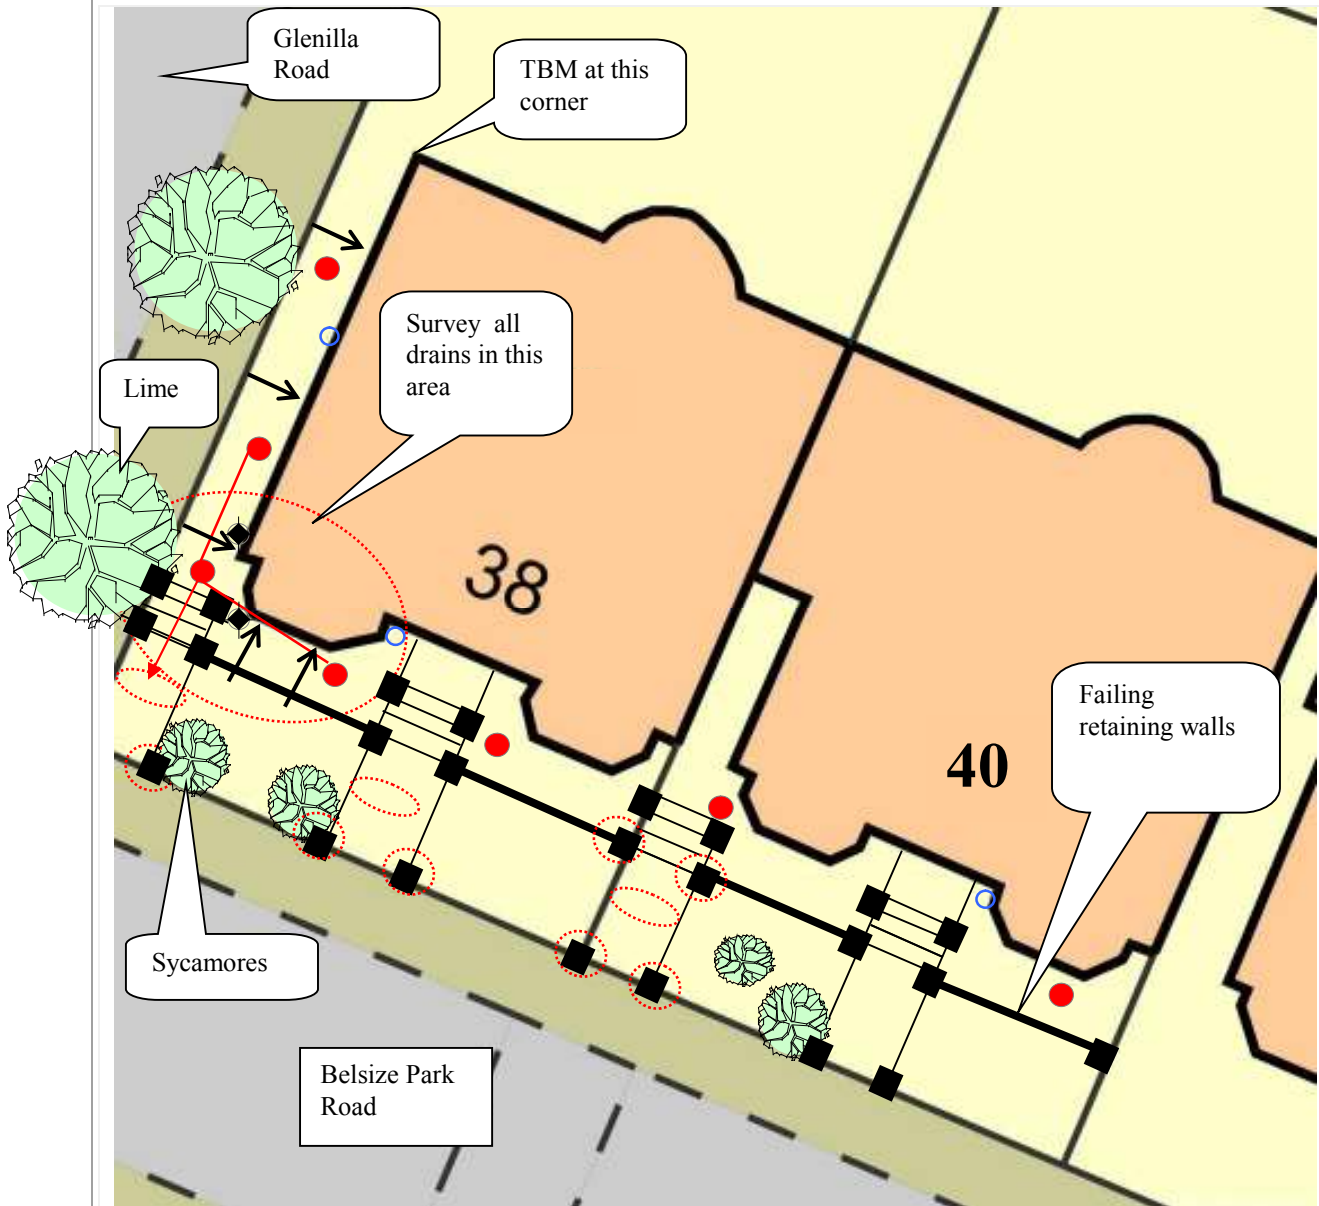 Glenilla
Road
TBM at this
corner
Survey all
drains in this
area
Lime
38
Failing
retaining walls
40
Sycamores
Belsize Park
Road